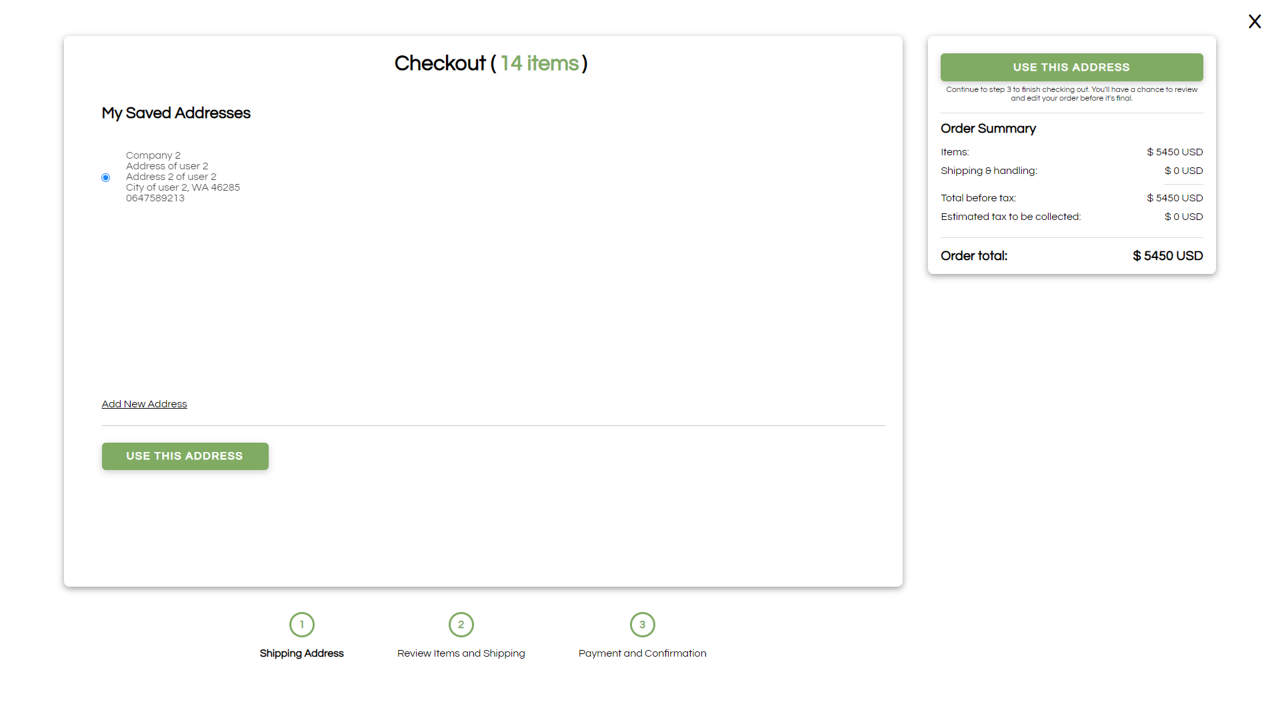 X
Checkout ( 14 items )
My Saved Addresses
Company 2
Address of user 2
Address 2 of user 2
City of user 2, WA 46285
0647589213
Add New Address
USE THIS ADDRESS
USE THIS ADDRESS
Continue to step 3 to finish checking out. You'll have a chance to review
and edit your order before it's final.
Order Summary
Items: $ 5450 USD
Shipping & handling: $ 0 USD
Total before tax: $ 5450 USD
Estimated tax to be collected: $ 0 USD
Order total: $ 5450 USD
1 2 3
Shipping Address Review Items and Shipping Payment and Confirmation